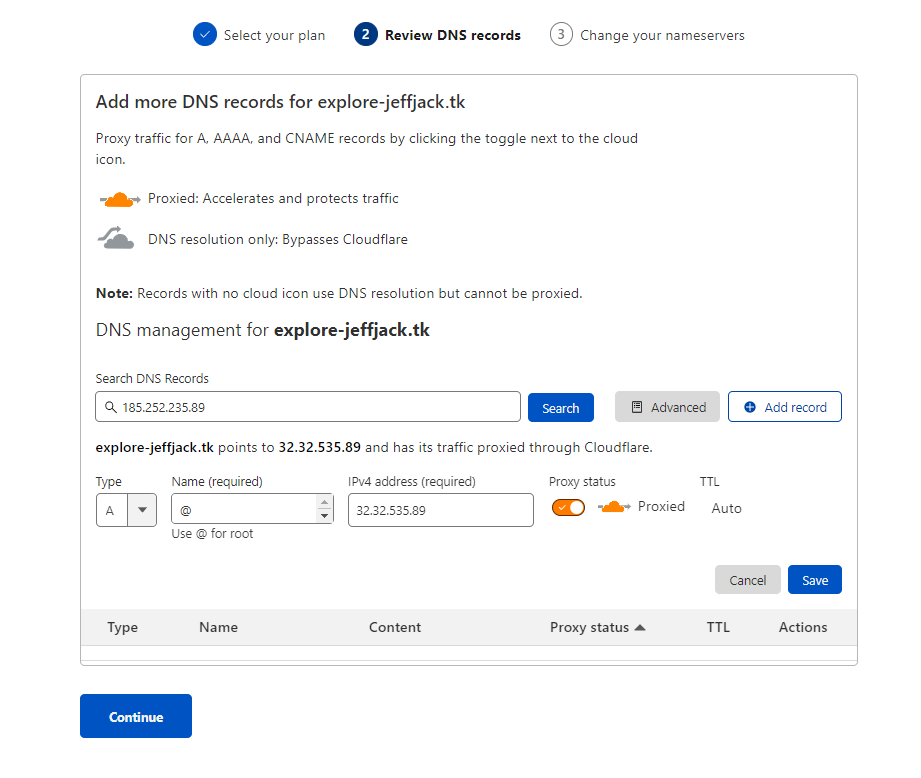 Select your plan
2 Review DNS records
3 Change your nameservers
Add more DNS records for explore-jeffjack.tk
Proxy traffic for A, AAAA, and CNAME records by clicking the toggle next to the cloud
icon.
Proxied: Accelerates and protects traffic
DNS resolution only: Bypasses Cloudflare
Note: Records with no cloud icon use DNS resolution but cannot be proxied.
DNS management for explore-jeffjack.tk
Search DNS Records
185.252.235.89 Search Advanced Add record
explore-jeffjack.tk points to 32.32.535.89 and has its traffic proxied through Cloudflare.
Type Name (required) IPv4 address (required) Proxy status TTL
A @ 32.32.535.89 Proxied Auto
Use @ for root
Cancel Save
Type Name Content Proxy status TTL Actions
Continue